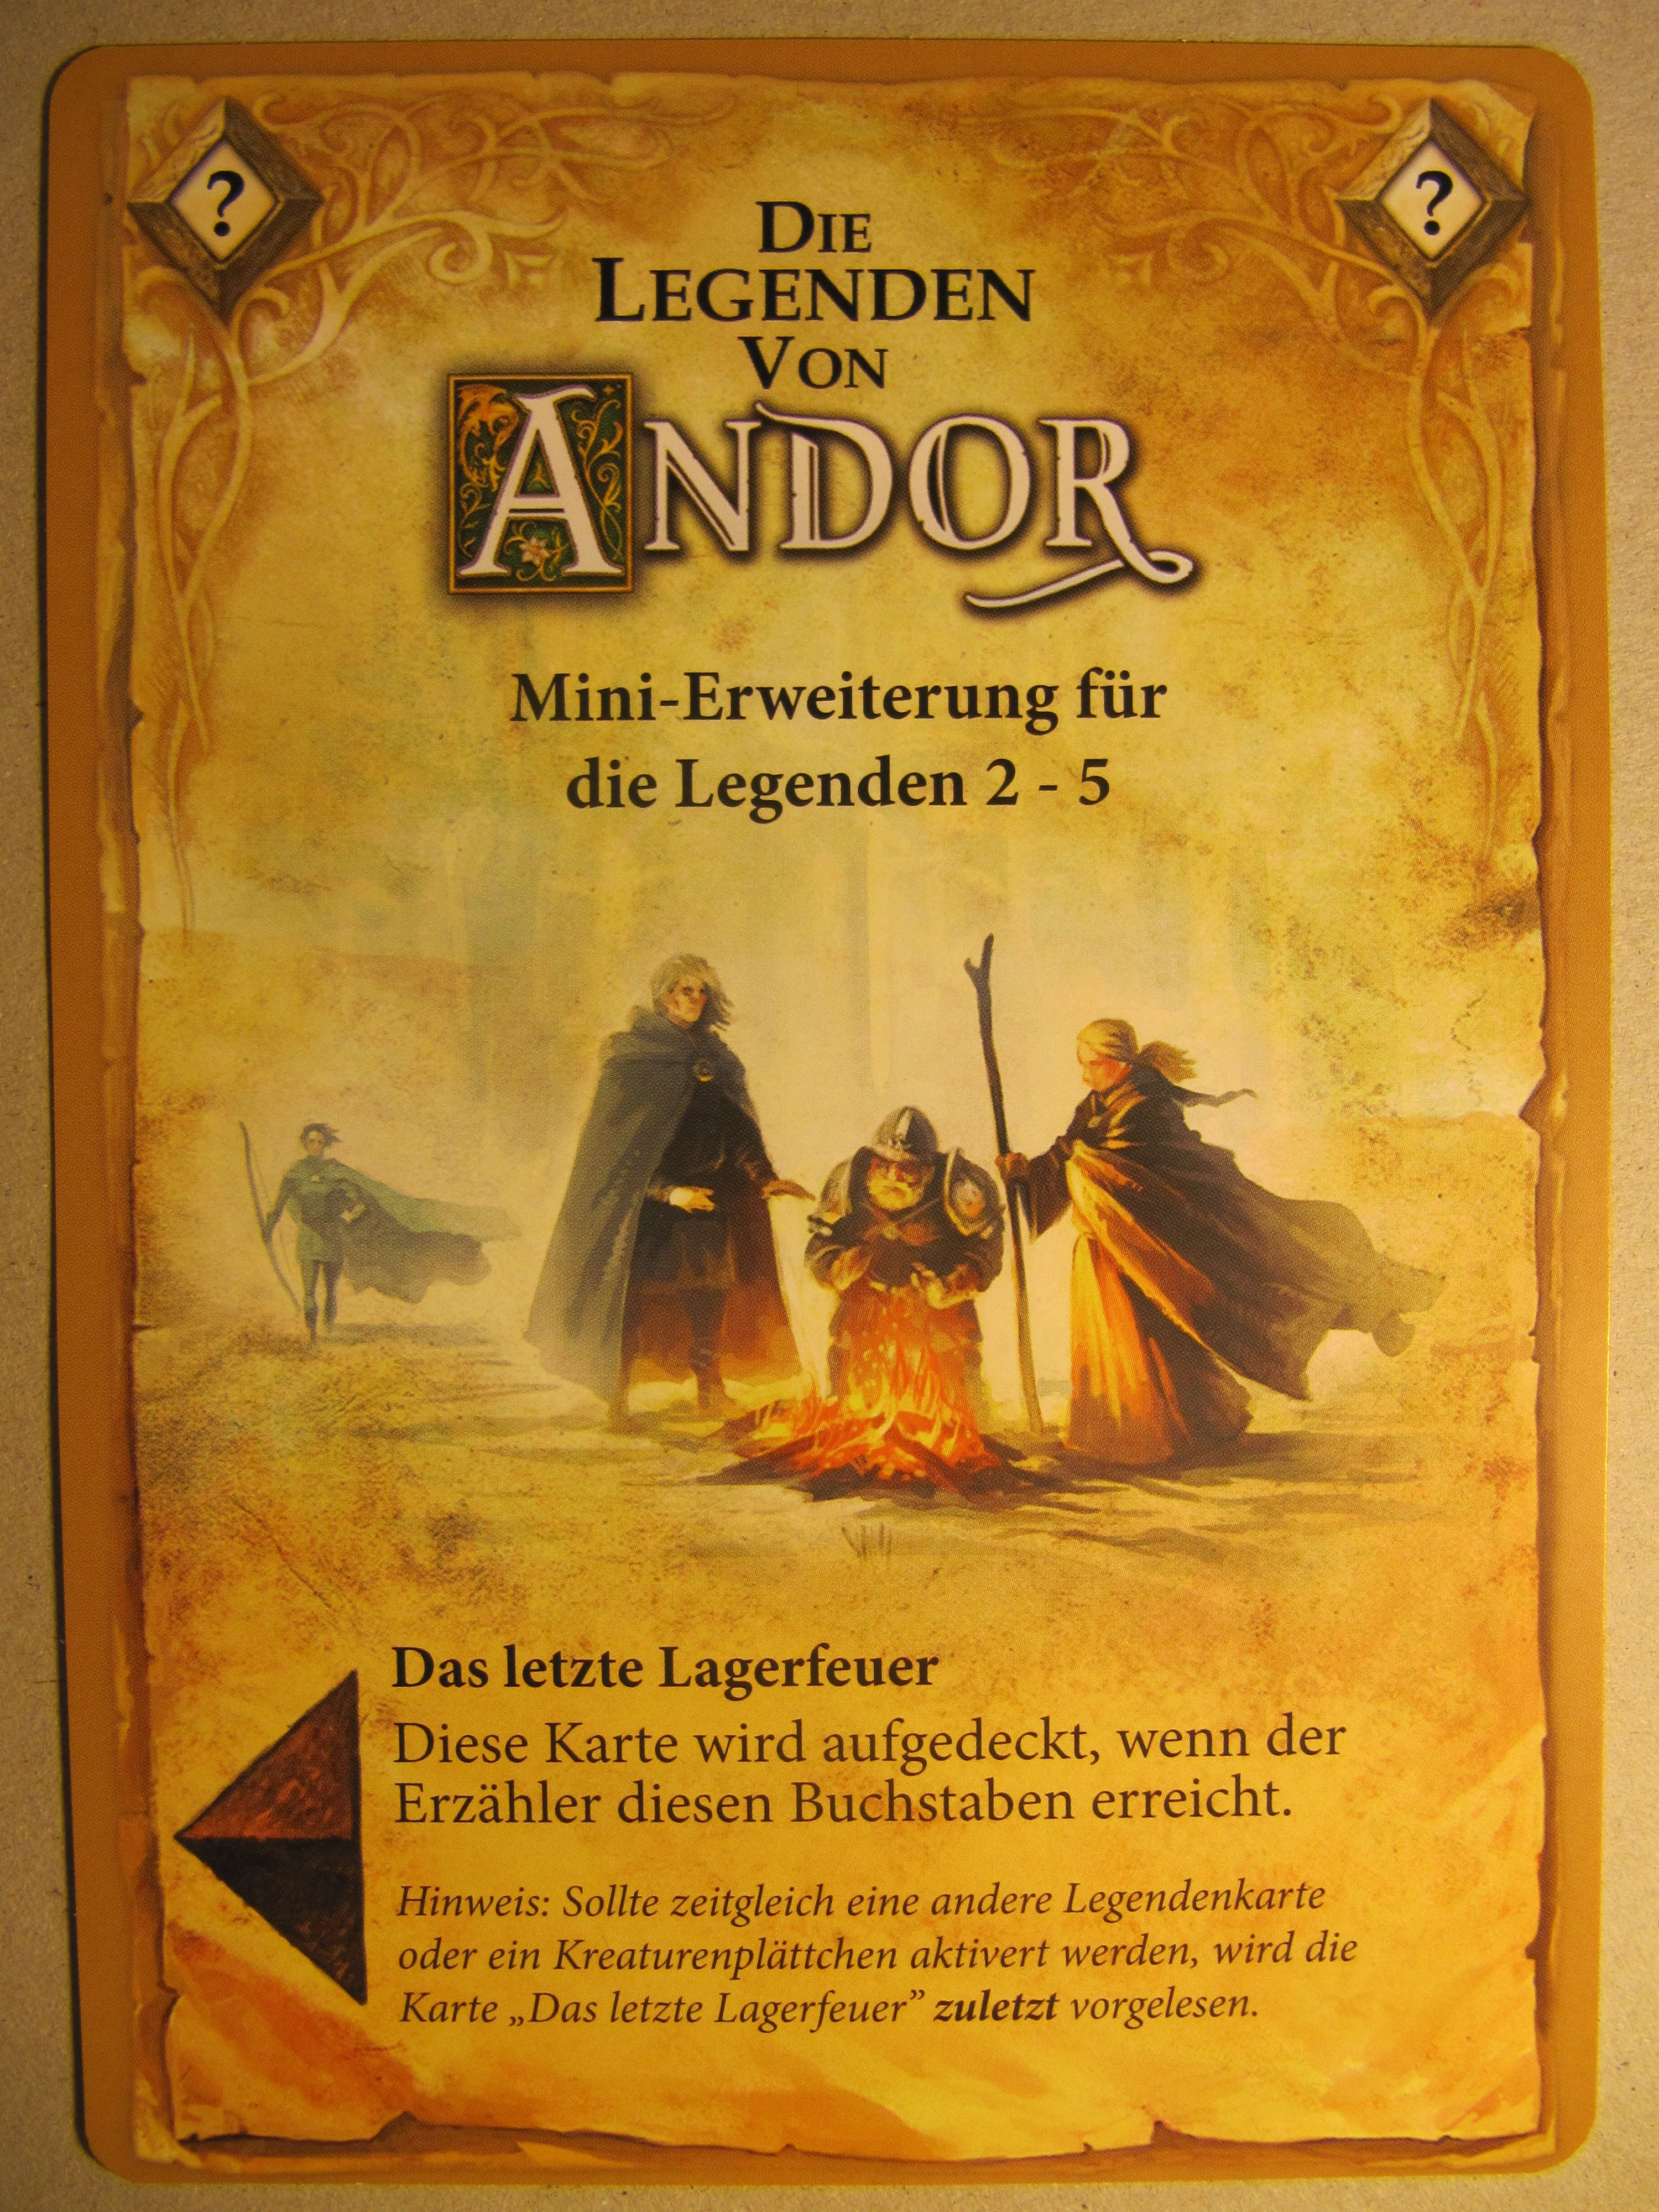 ?
?
DIE
LEGENDEN
VON
ANDOR
Mini-Erweiterung für
die Legenden 2 - 5
Das letzte Lagerfeuer
Diese Karte wird aufgedeckt, wenn der
Erzähler diesen Buchstaben erreicht.
Hinweis: Sollte zeitgleich eine andere Legendenkarte
oder ein Kreaturenplättchen aktivert werden, wird die
Karte „Das letzte Lagerfeuer” zuletzt vorgelesen.